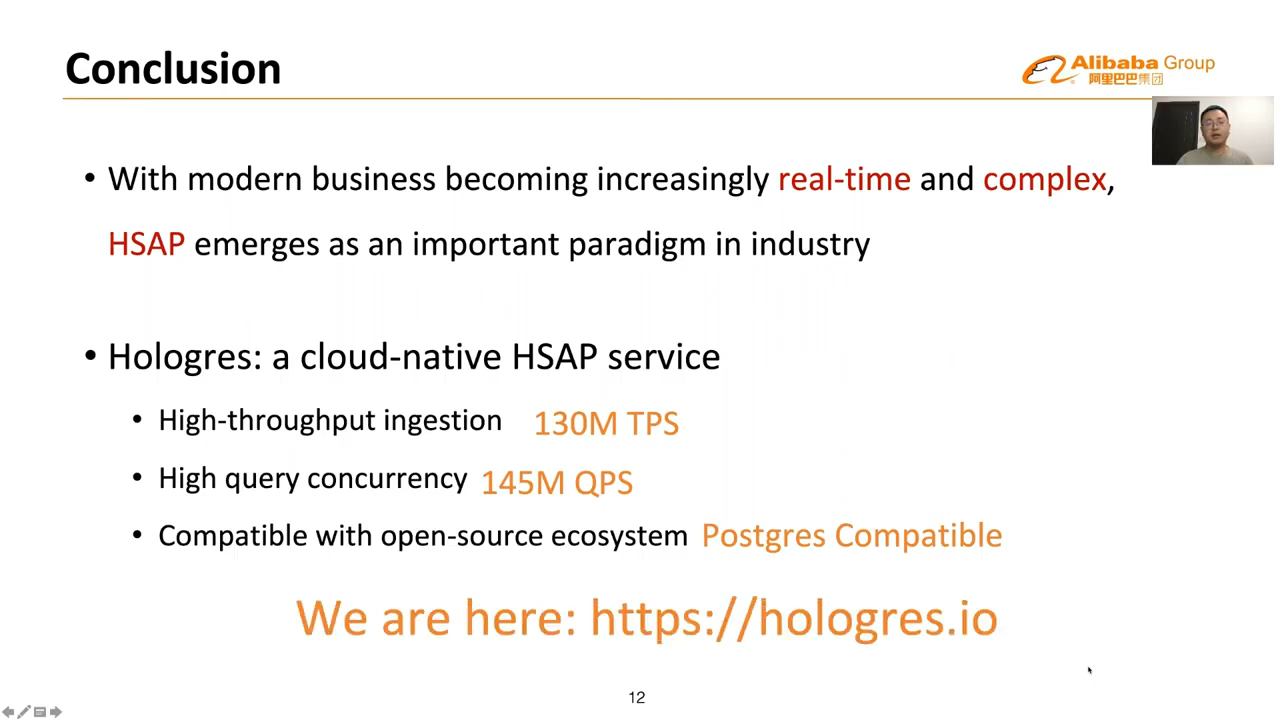 Conclusion
Alibaba Group
阿里巴巴集团
• With modern business becoming increasingly real-time and complex,
HSAP emerges as an important paradigm in industry
• Hologres: a cloud-native HSAP service
• High-throughput ingestion 130M TPS
• High query concurrency 145M QPS
• Compatible with open-source ecosystem Postgres Compatible
We are here: https://hologres.io
12